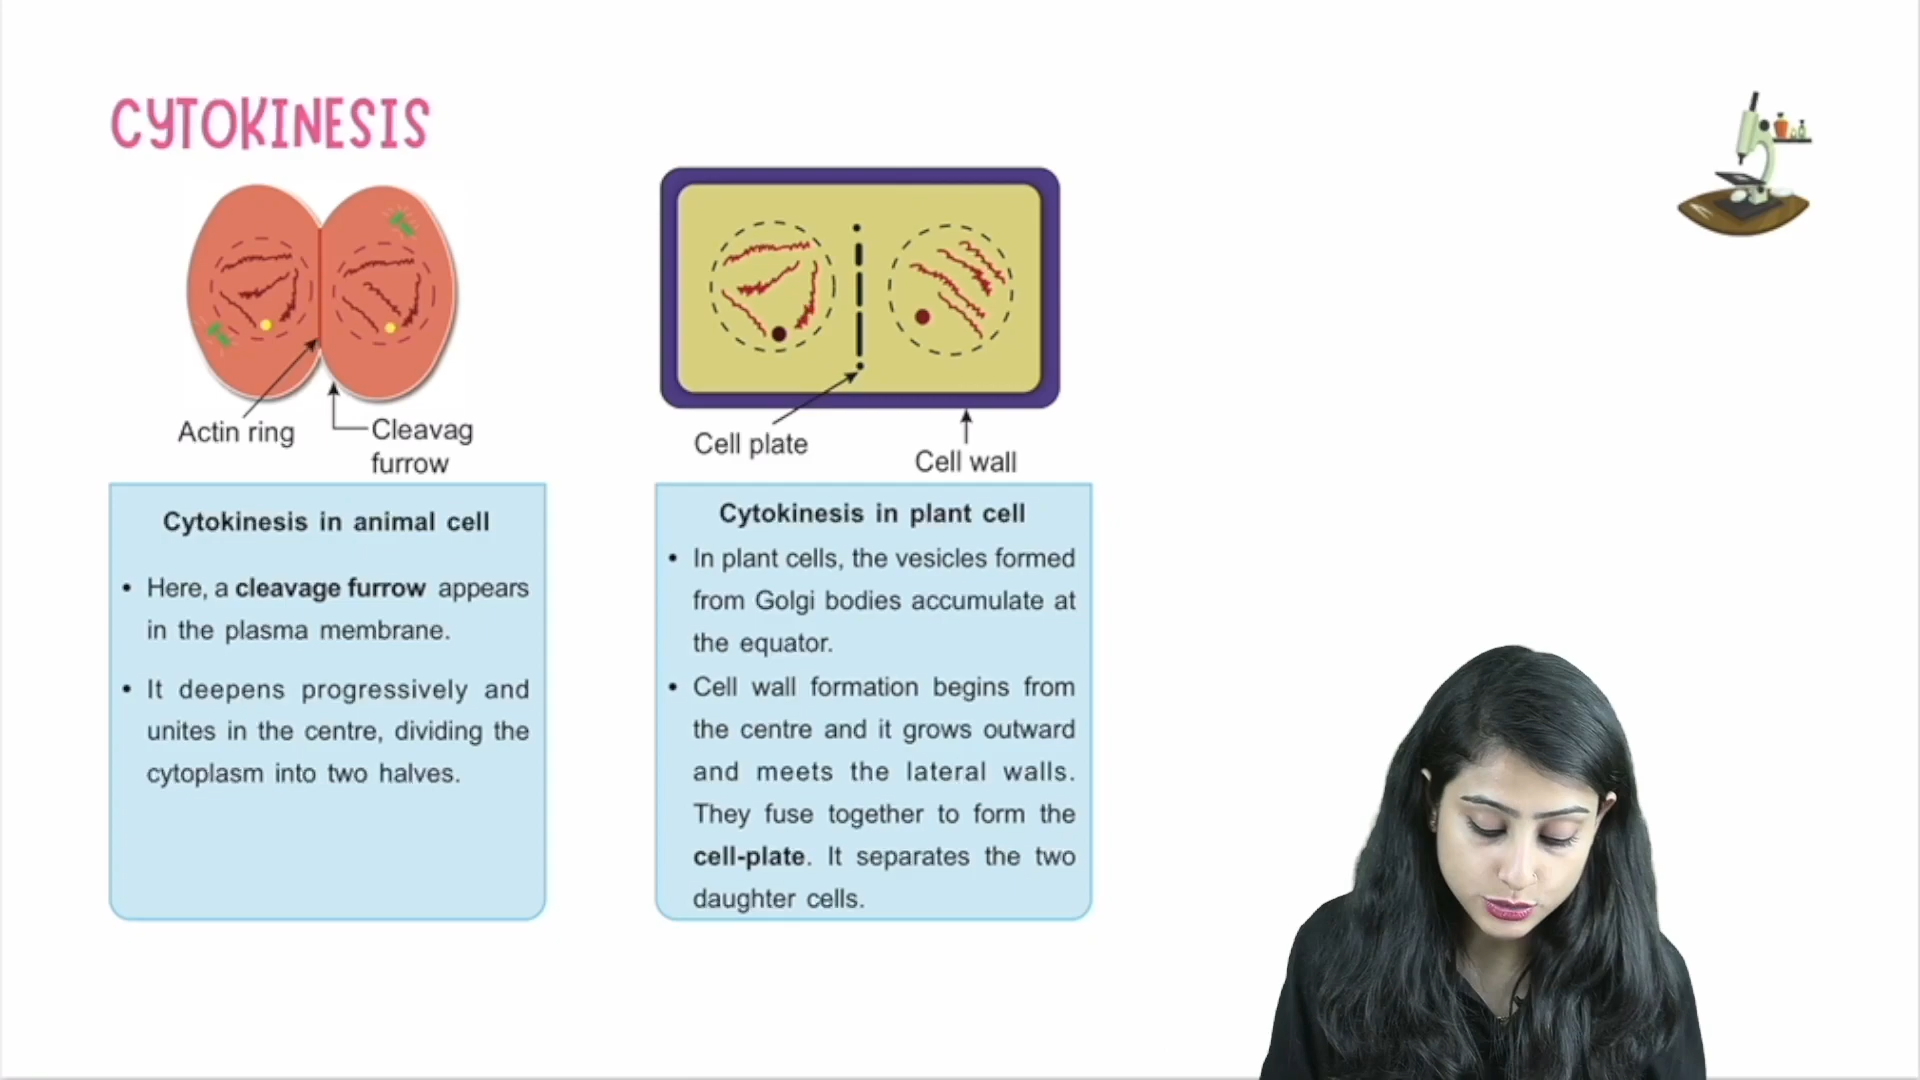 CYTOKINESIS
Actin ring
Cleavag
furrow
Cell plate
Cell wall
Cytokinesis in animal cell
• Here, a cleavage furrow appears
in the plasma membrane.
• It deepens progressively and
unites in the centre, dividing the
cytoplasm into two halves.
Cytokinesis in plant cell
• In plant cells, the vesicles formed
from Golgi bodies accumulate at
the equator.
• Cell wall formation begins from
the centre and it grows outward
and meets the lateral walls.
They fuse together to form the
cell-plate. It separates the two
daughter cells.